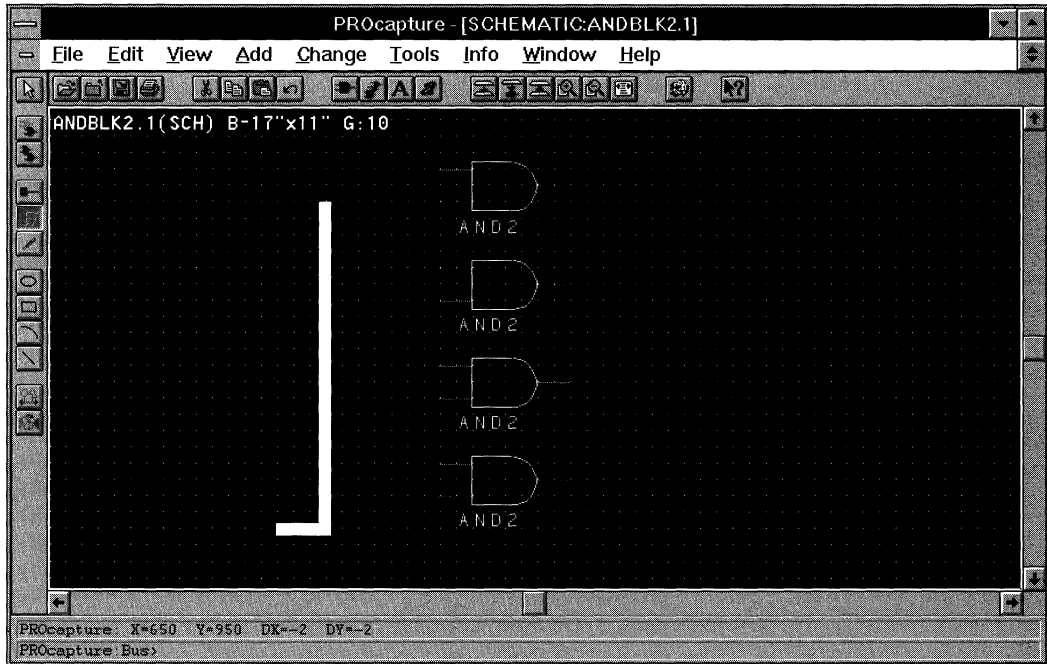 PROcapture - [SCHEMATIC:ANDBLK2.1]
File Edit View Add Change Tools Info Window Help
A
?
ANDBLK2.1(SCH) B-17"x11" G:10
AND2
AND2
AND2
AND2
PROcapture: X=650 Y=950 DX=-2 DY=-2
PROcapture Bus>